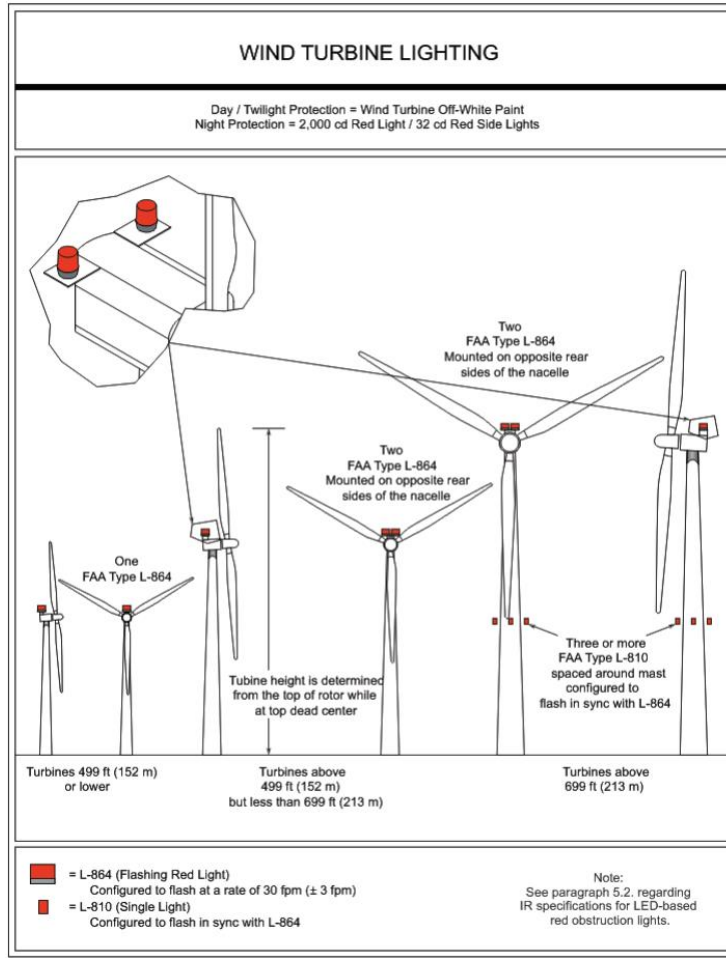 WIND TURBINE LIGHTING
Day / Twilight Protection = Wind Turbine Off-White Paint
Night Protection = 2,000 cd Red Light / 32 cd Red Side Lights
Two
FAA Type L-864
Mounted on opposite rear
sides of the nacelle
Two
FAA Type L-864
Mounted on opposite rear
sides of the nacelle
One
FAA Type L-864
Three or more
FAA Type L-810
spaced around mast
configured to
flash in sync with L-864
Tubine height is determined
from the top of rotor while
at top dead center
Turbines 499 ft (152 m)
or lower
Turbines above
499 ft (152 m)
but less than 699 ft (213 m)
Turbines above
699 ft (213 m)
= L-864 (Flashing Red Light)
Configured to flash at a rate of 30 fpm (± 3 fpm)
= L-810 (Single Light)
Configured to flash in sync with L-864
Note:
See paragraph 5.2. regarding
IR specifications for LED-based
red obstruction lights.